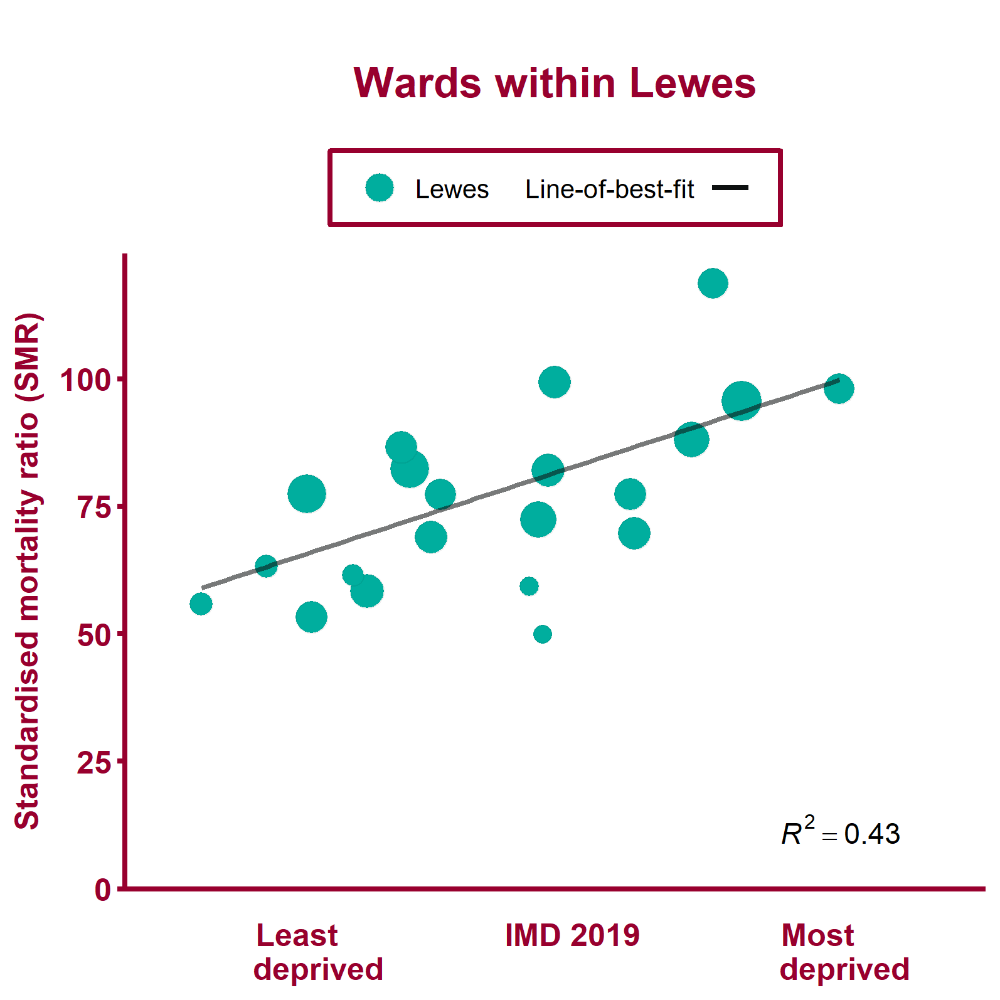 Wards within Lewes
Lewes Line-of-best-fit
Standardised mortality ratio (SMR)
100
75
50
25
0
R² = 0.43
Least deprived
IMD 2019
Most deprived